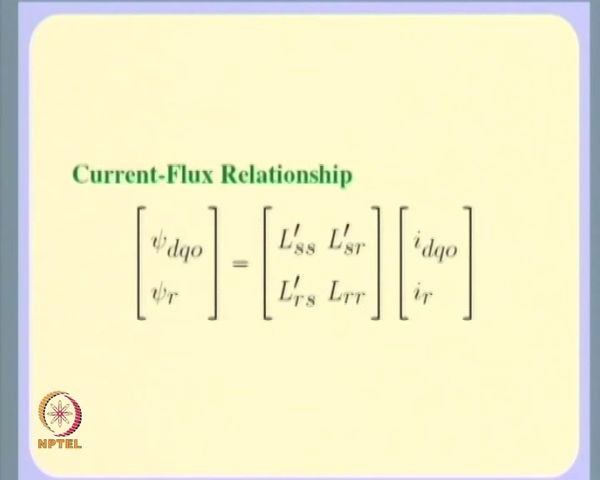 Current-Flux Relationship
[ψdqo ψr] = [L'ss L'sr L'rs Lrr] [idqo ir]
NPTEL